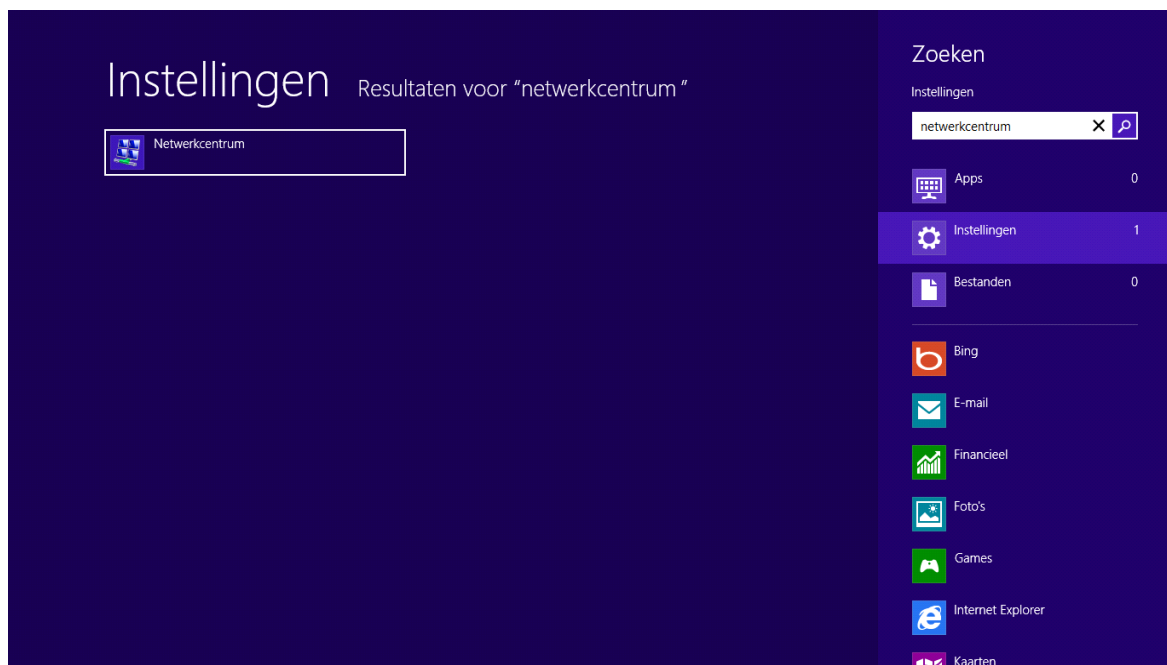 Instellingen Resultaten voor “netwerkcentrum”
Netwerkcentrum
Zoeken
Instellingen
netwerkcentrum
Apps 0
Instellingen 1
Bestanden 0
Bing
E-mail
Financieel
Foto's
Games
Internet Explorer
Kaarten